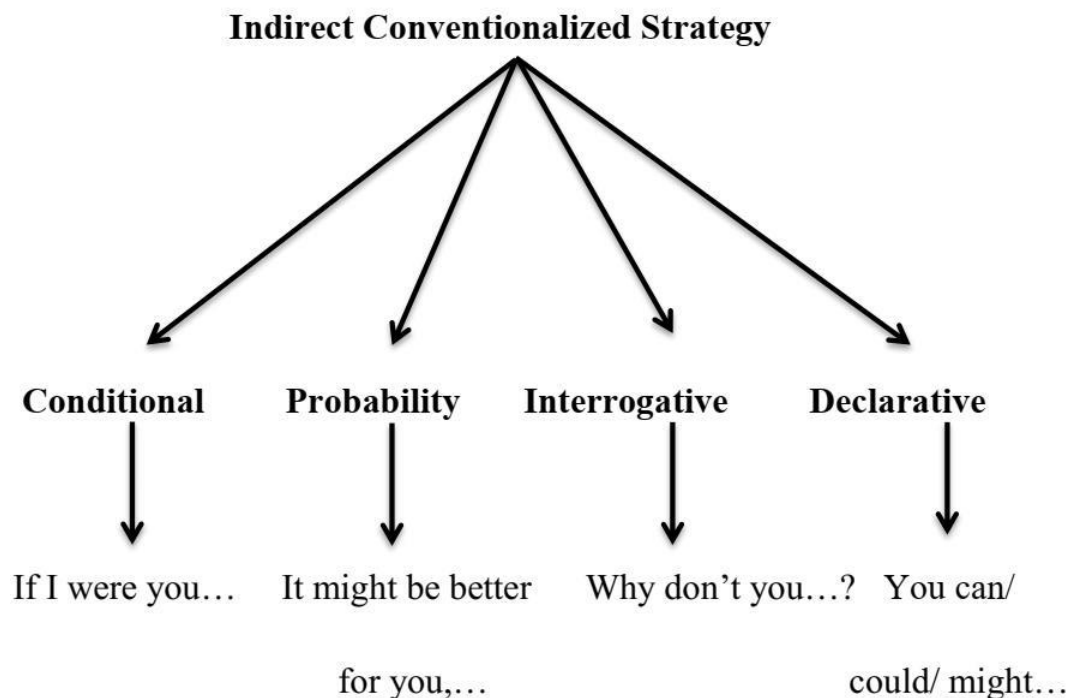 Indirect Conventionalized Strategy
Conditional Probability Interrogative Declarative
If I were you… It might be better Why don’t you…? You can/
for you,… could/ might…